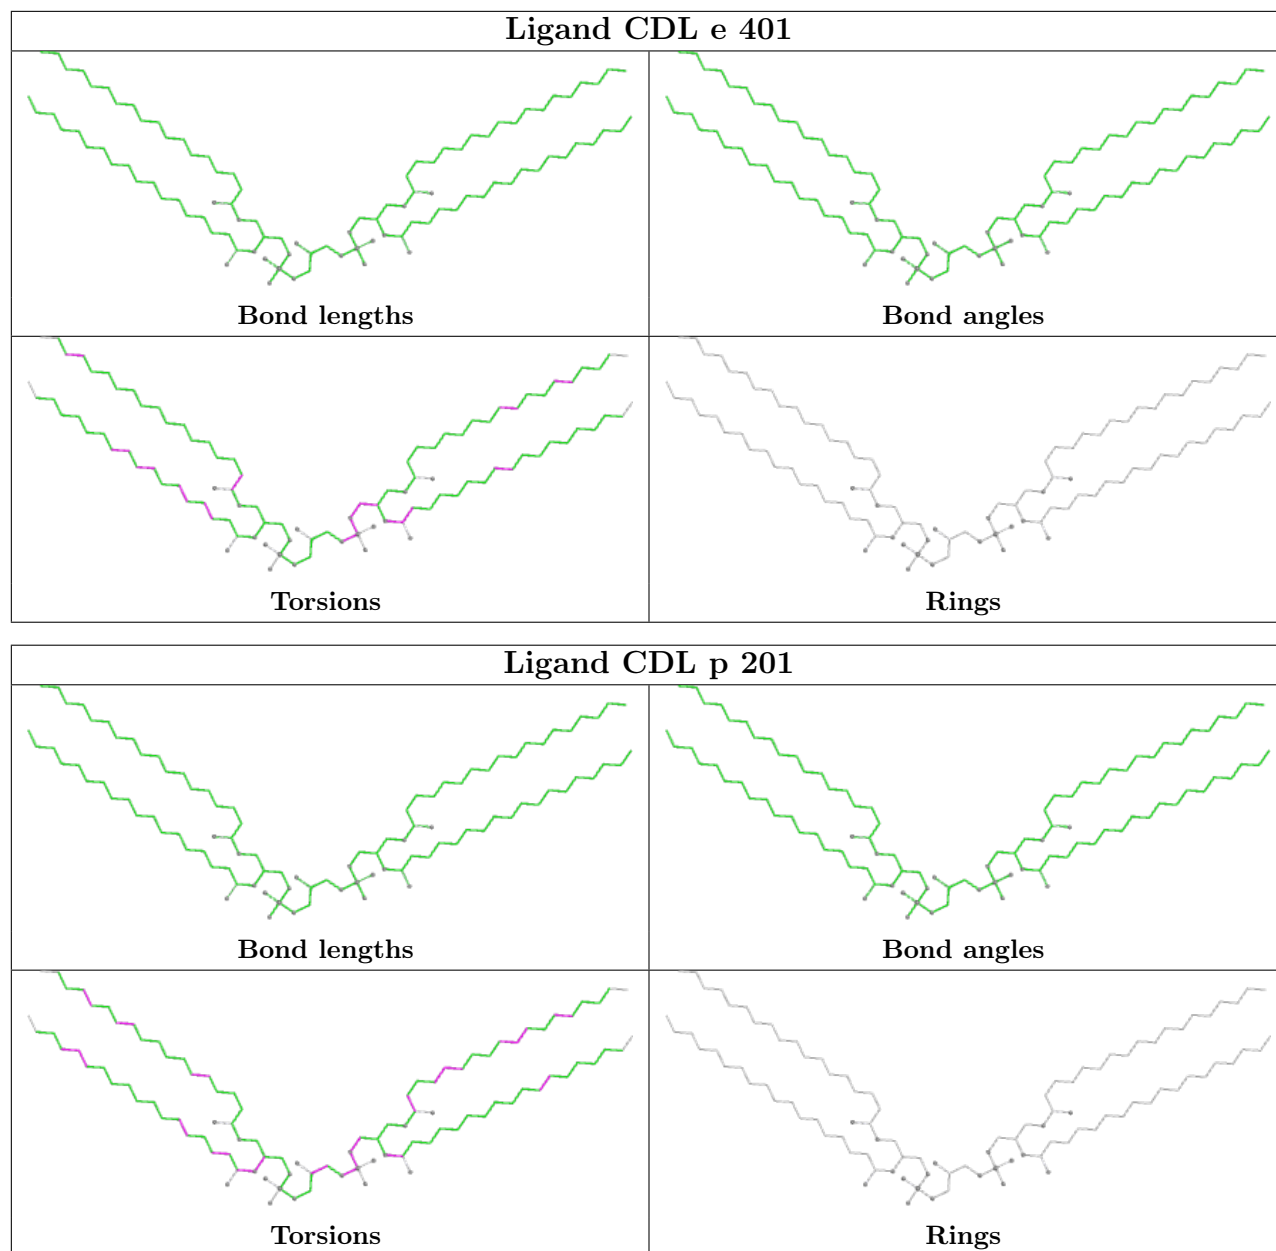 Ligand CDL e 401
Bond lengths
Bond angles
Torsions
Rings
Ligand CDL p 201
Bond lengths
Bond angles
Torsions
Rings